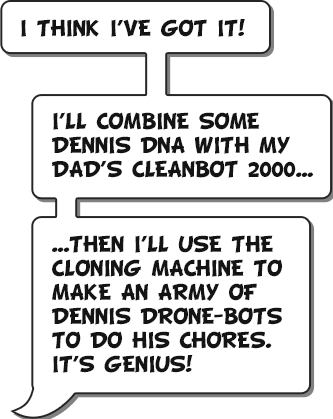 I THINK I'VE GOT IT!
I'LL COMBINE SOME
DENNIS DNA WITH MY
DAD'S CLEANBOT 2000...
...THEN I'LL USE THE
CLONING MACHINE TO
MAKE AN ARMY OF
DENNIS DRONE-BOTS
TO DO HIS CHORES.
IT'S GENIUS!